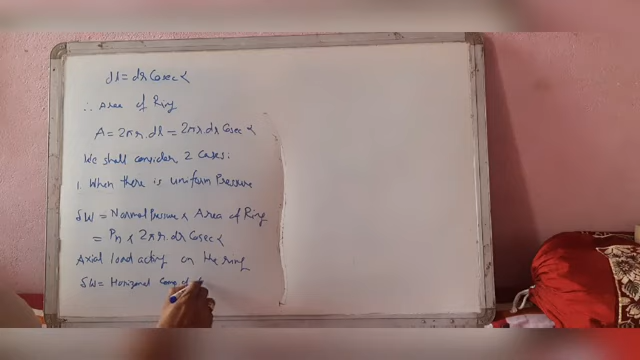 dl = dr Cosec α
∴ Area of Ring
A = 2πr.dl = 2πr.dr Cosec α
We shall consider 2 Cases:
1. When there is uniform Pressure
δW = Normal Pressure × Area of Ring
= Pn × 2πr.dr Cosec α
Axial load acting on the ring
δW = Horizontal Comp of